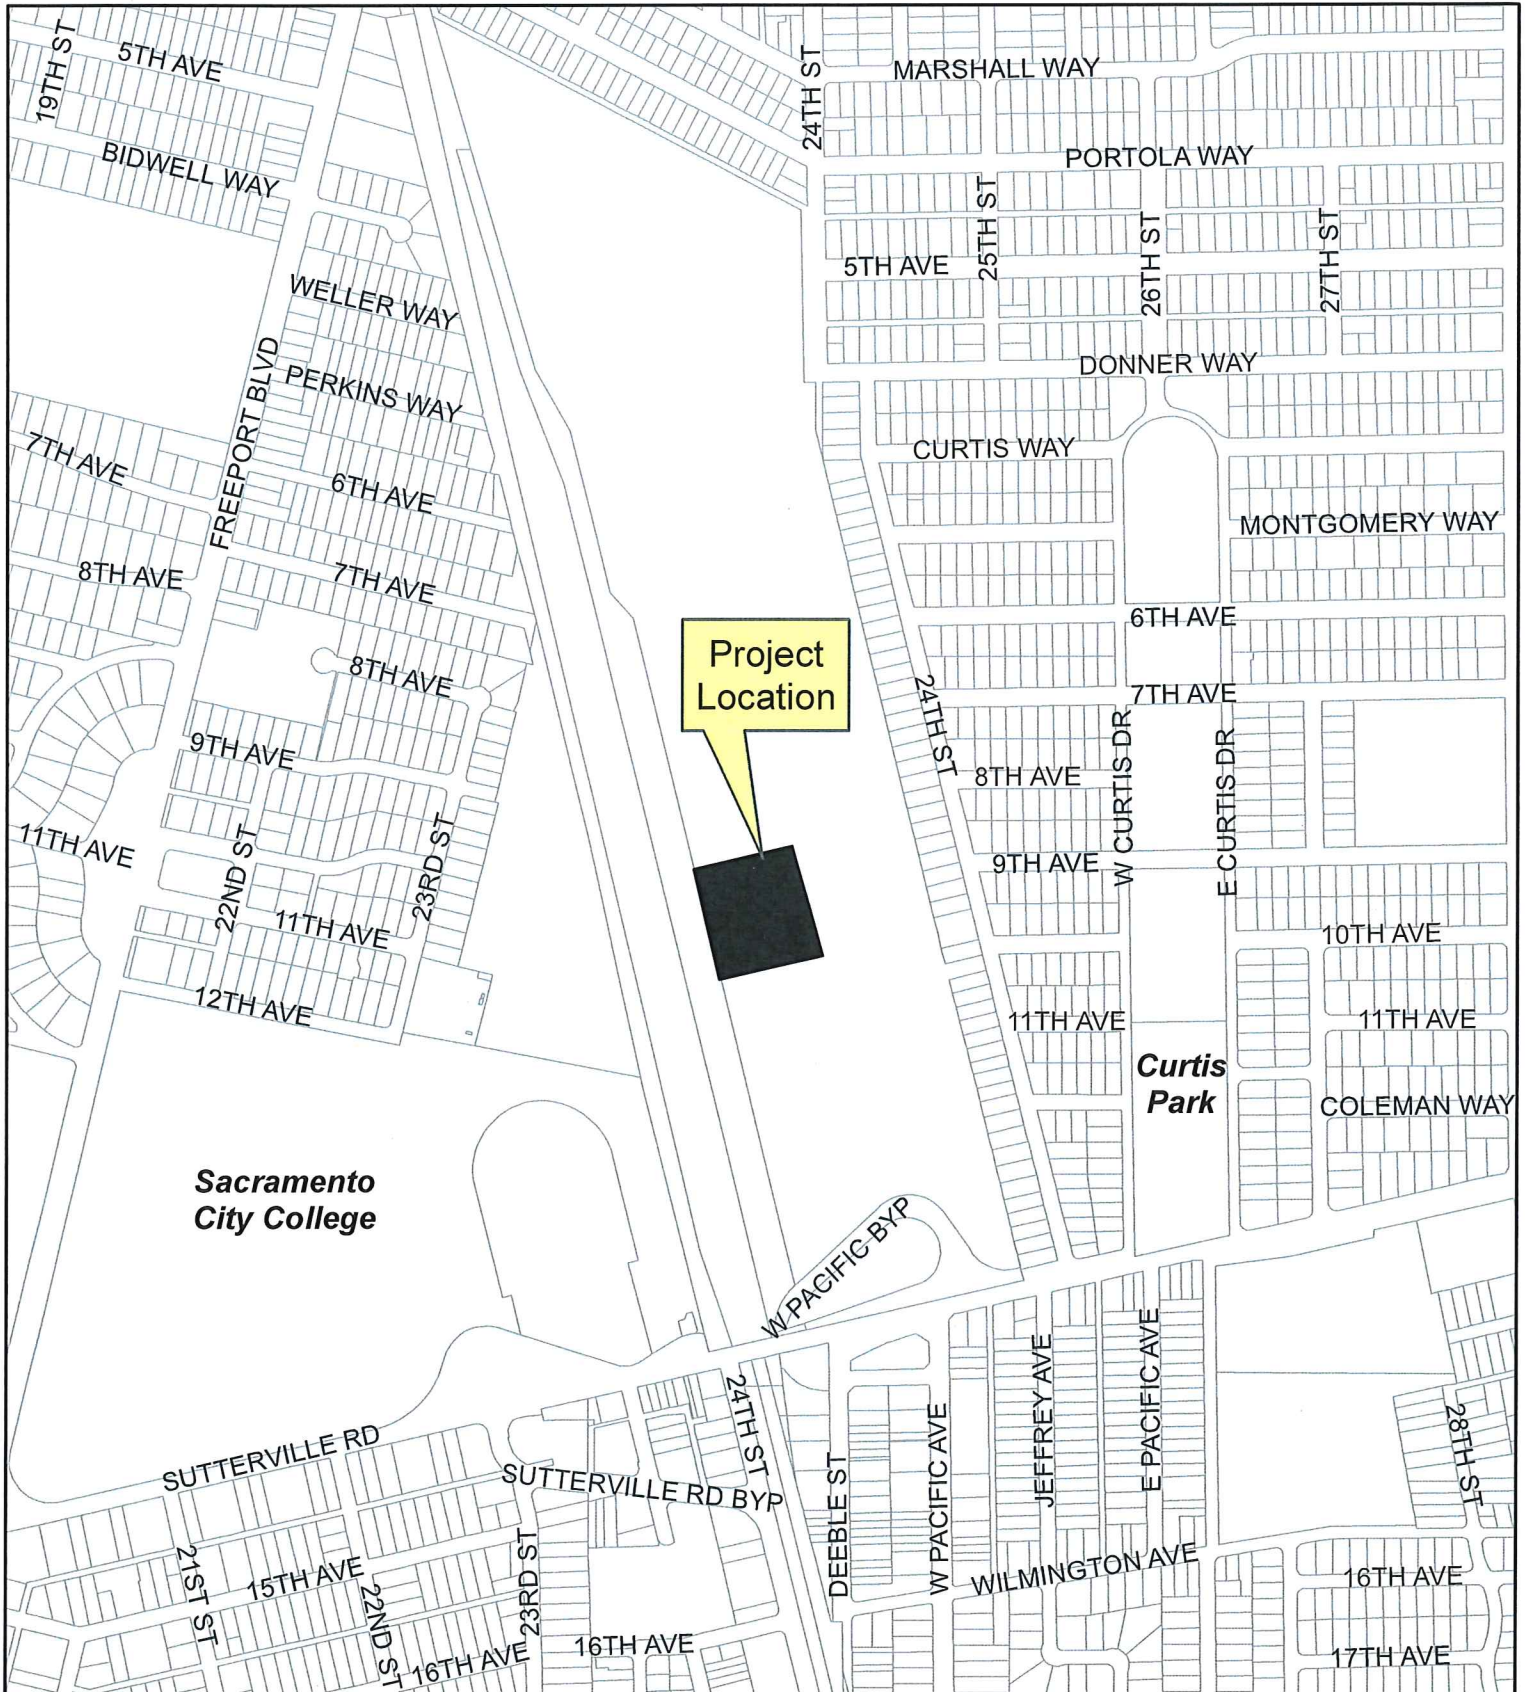 19TH ST
5TH AVE
24TH ST
MARSHALL WAY
BIDWELL WAY
PORTOLA WAY
25TH ST
26TH ST
27TH ST
5TH AVE
WELLER WAY
FREEPORT BLVD
PERKINS WAY
DONNER WAY
7TH AVE
CURTIS WAY
6TH AVE
MONTGOMERY WAY
8TH AVE
7TH AVE
6TH AVE
Project
Location
8TH AVE
24TH ST
7TH AVE
W CURTIS DR
E CURTIS DR
9TH AVE
8TH AVE
11TH AVE
22ND ST
23RD ST
9TH AVE
11TH AVE
10TH AVE
12TH AVE
11TH AVE
11TH AVE
Curtis
Park
COLEMAN WAY
Sacramento
City College
W PACIFIC BYP
SUTTERVILLE RD
24TH ST
SUTTERVILLE RD BYP
DEEBLE ST
W PACIFIC AVE
JEFFREY AVE
E PACIFIC AVE
28TH ST
21ST ST
15TH AVE
22ND ST
23RD ST
WILMINGTON AVE
16TH AVE
16TH AVE
16TH AVE
17TH AVE